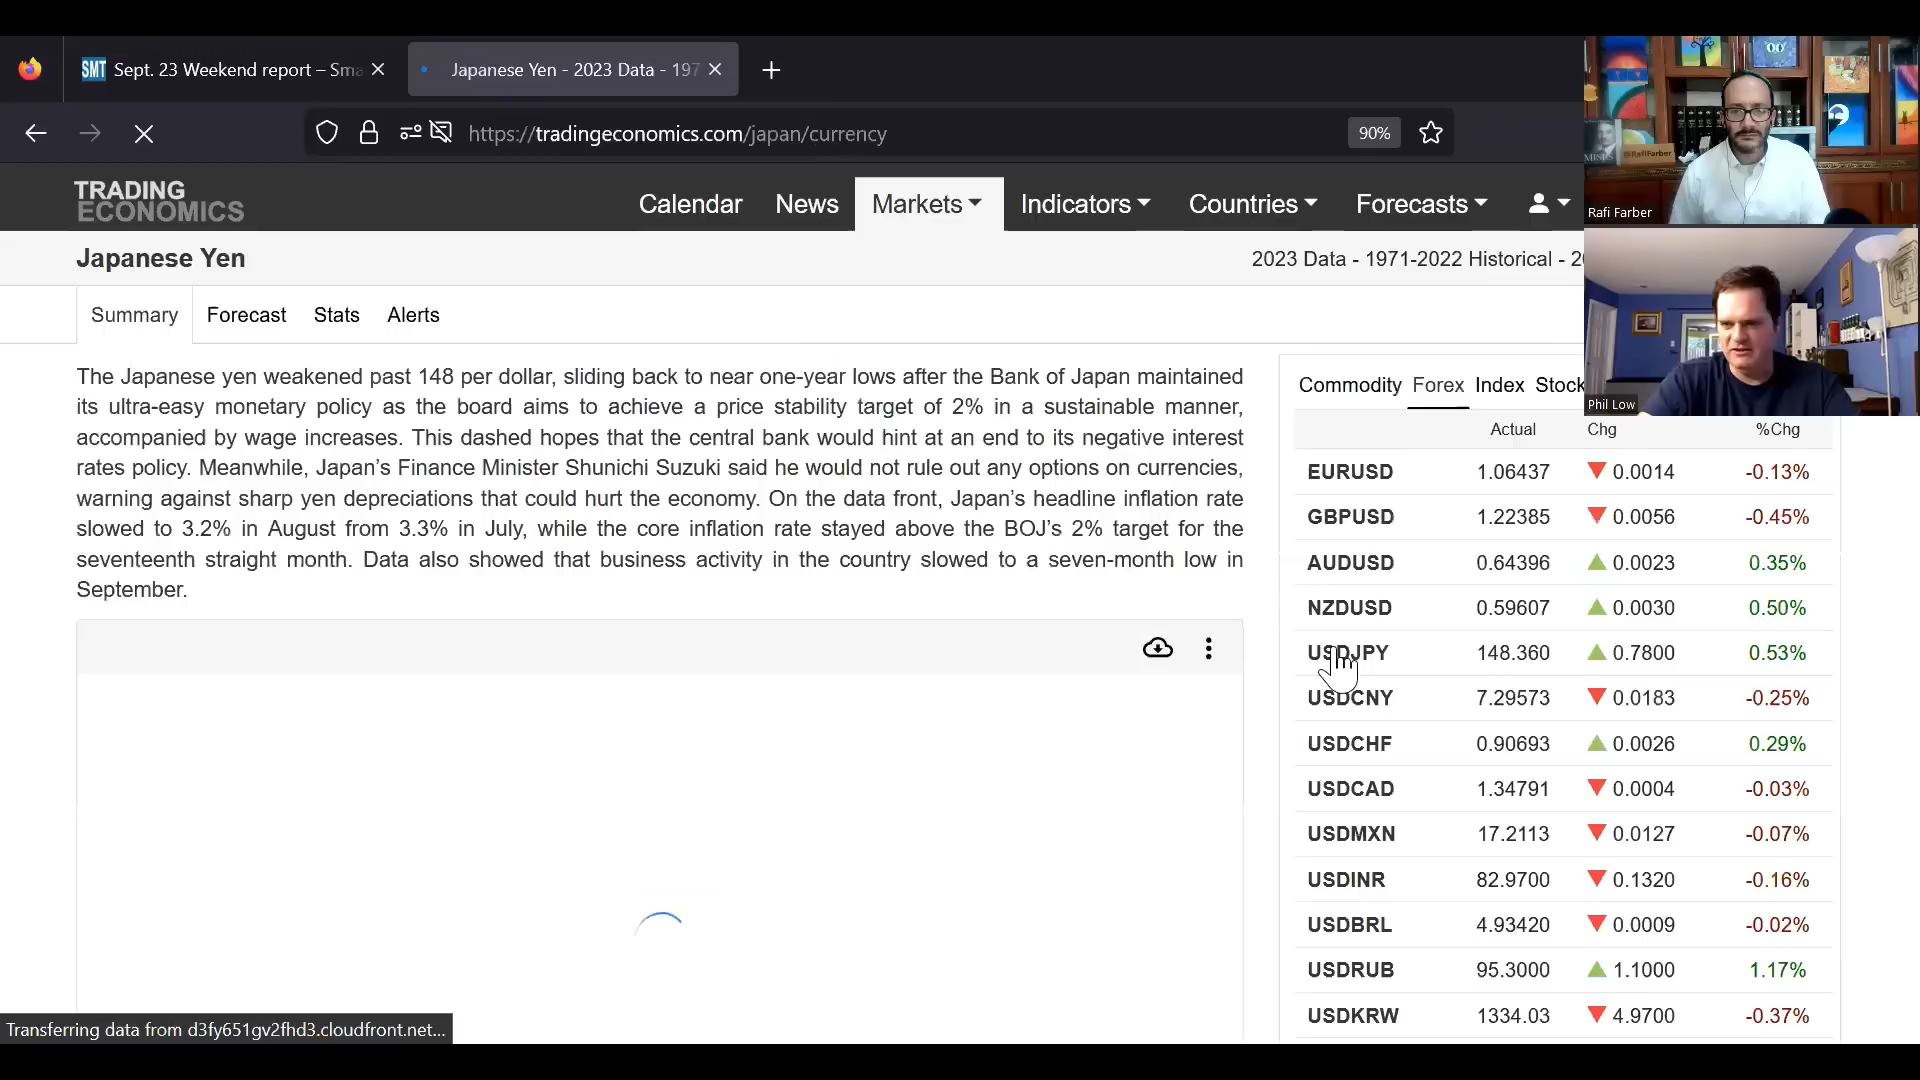 SMT Sept. 23 Weekend report – Sma
Japanese Yen - 2023 Data - 197
https://tradingeconomics.com/japan/currency
90%
TRADING
ECONOMICS
Calendar News Markets Indicators Countries Forecasts
Rafi Farber
Japanese Yen
2023 Data - 1971-2022 Historical - 2
Summary Forecast Stats Alerts
Phil Low
The Japanese yen weakened past 148 per dollar, sliding back to near one-year lows after the Bank of Japan maintained
its ultra-easy monetary policy as the board aims to achieve a price stability target of 2% in a sustainable manner,
accompanied by wage increases. This dashed hopes that the central bank would hint at an end to its negative interest
rates policy. Meanwhile, Japan’s Finance Minister Shunichi Suzuki said he would not rule out any options on currencies,
warning against sharp yen depreciations that could hurt the economy. On the data front, Japan’s headline inflation rate
slowed to 3.2% in August from 3.3% in July, while the core inflation rate stayed above the BOJ’s 2% target for the
seventeenth straight month. Data also showed that business activity in the country slowed to a seven-month low in
September.
Commodity Forex Index Stock
Actual Chg %Chg
EURUSD 1.06437 0.0014 -0.13%
GBPUSD 1.22385 0.0056 -0.45%
AUDUSD 0.64396 0.0023 0.35%
NZDUSD 0.59607 0.0030 0.50%
USDJPY 148.360 0.7800 0.53%
USDCNY 7.29573 0.0183 -0.25%
USDCHF 0.90693 0.0026 0.29%
USDCAD 1.34791 0.0004 -0.03%
USDMXN 17.2113 0.0127 -0.07%
USDINR 82.9700 0.1320 -0.16%
USDBRL 4.93420 0.0009 -0.02%
USDRUB 95.3000 1.1000 1.17%
USDKRW 1334.03 4.9700 -0.37%
Transferring data from d3fy651gv2fhd3.cloudfront.net...